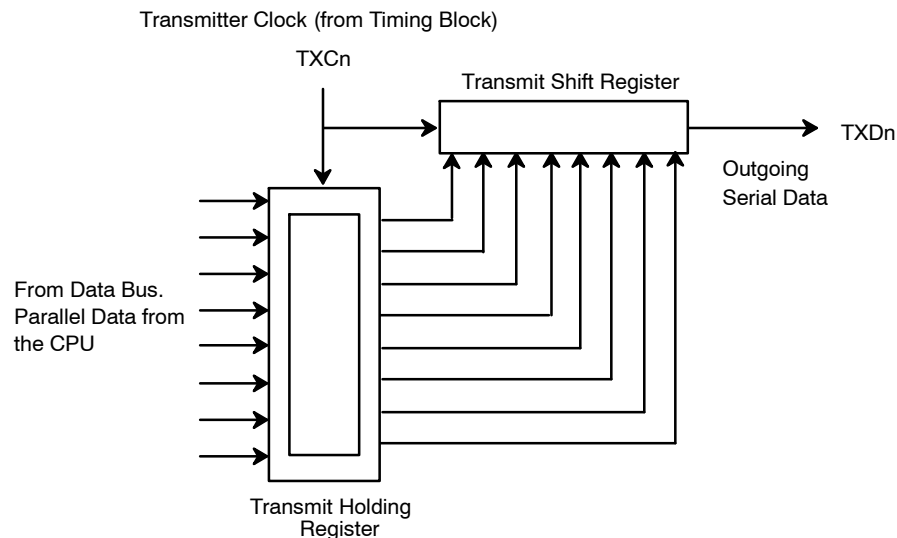 Transmitter Clock (from Timing Block)
TXCn
Transmit Shift Register
TXDn
Outgoing
Serial Data
From Data Bus.
Parallel Data from
the CPU
Transmit Holding
Register